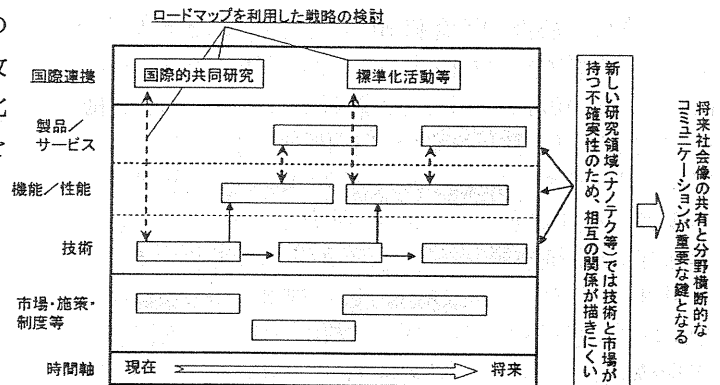 ロードマップを利用した戦略の検討
国際連携
国際的共同研究
標準化活動等
製品／
サービス
機能／性能
技術
市場・施策・
制度等
時間軸
現在
将来
新しい研究領域(ナノテク等)では技術と市場が
持つ不確実性のため、相互の関係が描きにくい
将来社会像の共有と分野横断的な
コミュニケーションが重要な鍵となる
の